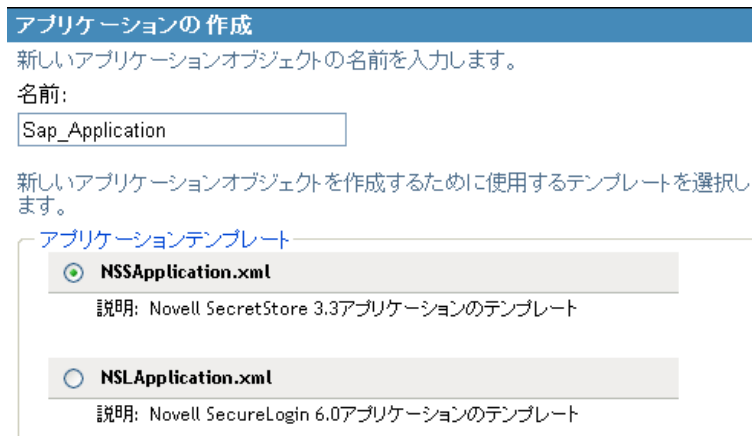 アプリケーションの作成
新しいアプリケーションオブジェクトの名前を入力します。
名前:
Sap_Application
新しいアプリケーションオブジェクトを作成するために使用するテンプレートを選択し
ます。
アプリケーションテンプレート
NSSApplication.xml
説明: Novell SecretStore 3.3アプリケーションのテンプレート
NSLApplication.xml
説明: Novell SecureLogin 6.0アプリケーションのテンプレート